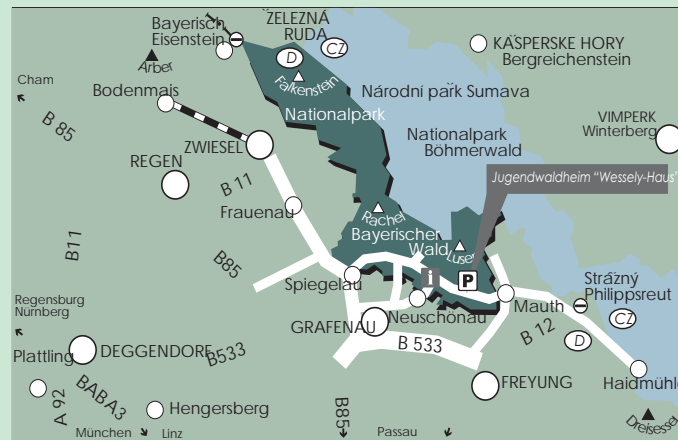 ŽELEZNÁ
RUDA
Bayerisch
Eisenstein
CZ
D
KAŠPERSKE HORY
Bergreichenstein
Arber
Falkenstein
Cham
Bodenmais
Národní park Sumava
B 85
Nationalpark
VIMPERK
Winterberg
ZWIESEL
Nationalpark
Böhmerwald
REGEN
B 11
Jugendwaldheim "Wessely-Haus"
Frauenau
Rachel
Bayerischer
Wald
Lusen
B11
B85
Spiegelau
i
P
Strážný
Philippsreut
Mauth
Regensburg
Nürnberg
Neuschönau
CZ
GRAFENAU
B 12
D
Plattling
DEGGENDORF
B533
B 533
Haidmühle
FREYUNG
A 92
BABA3
Hengersberg
B85
Dreisessel
München
Linz
Passau